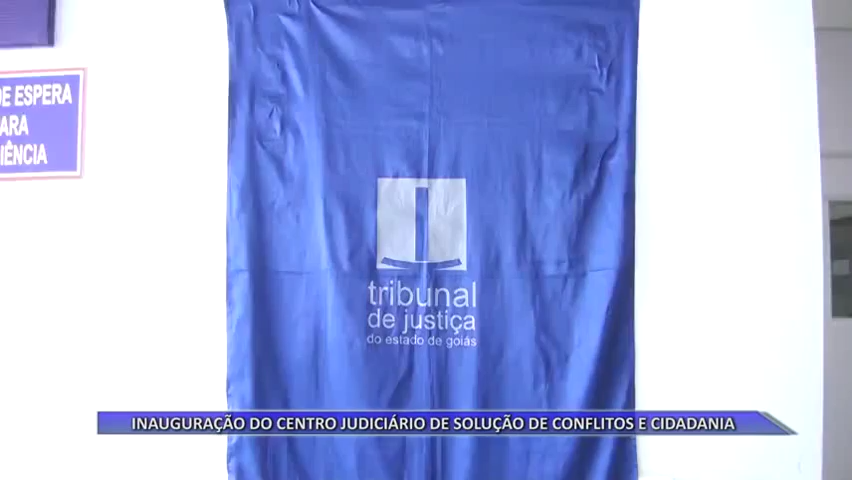 DE ESPERA
PARA
IÊNCIA
tribunal
de justiça
do estado de goiás
INAUGURAÇÃO DO CENTRO JUDICIÁRIO DE SOLUÇÃO DE CONFLITOS E CIDADANIA